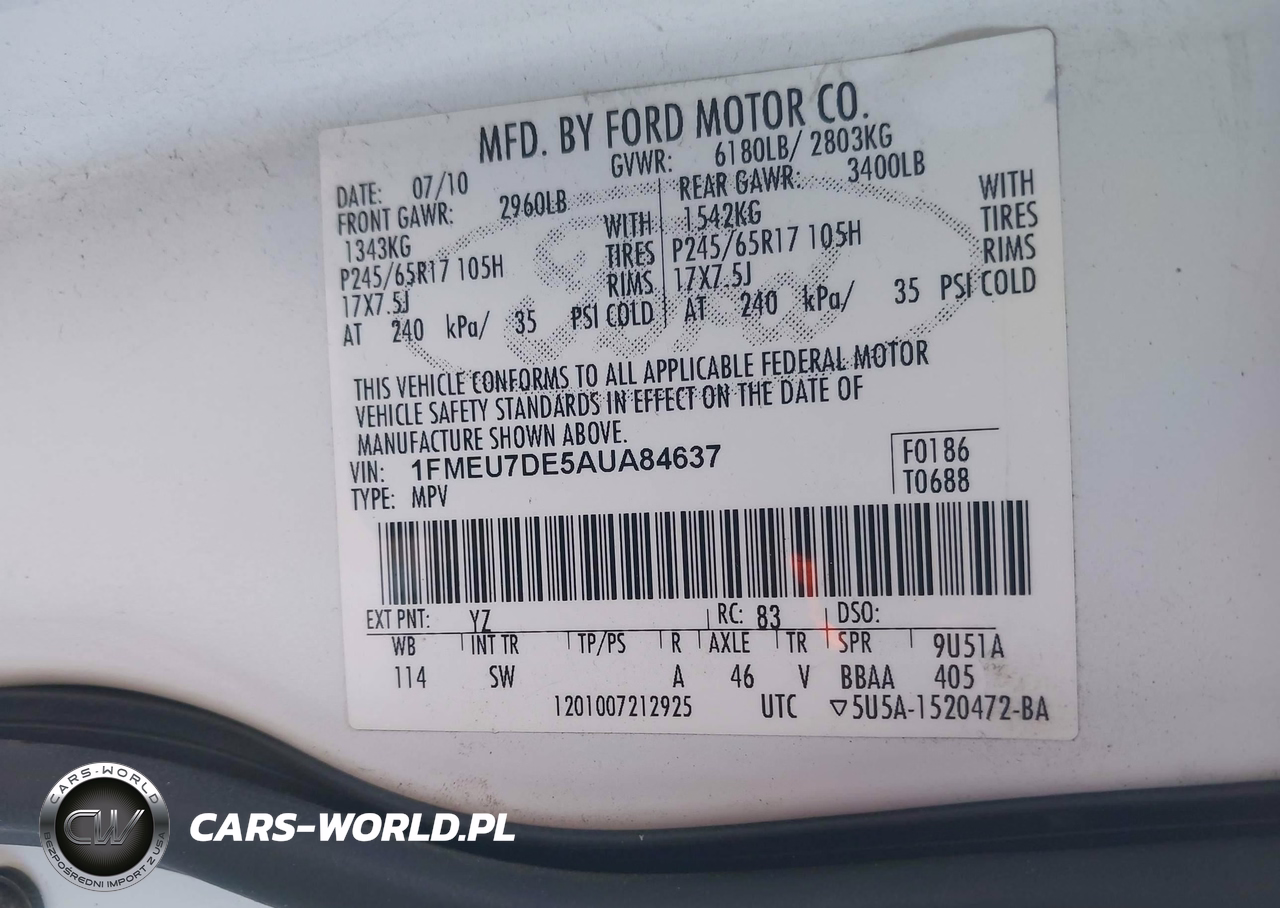 MFD. BY FORD MOTOR CO.
DATE: 07/10 GVWR: 6180LB/ 2803KG
FRONT GAWR: 2960LB REAR GAWR: 3400LB
1343KG WITH 1542KG WITH
P245/65R17 105H TIRES P245/65R17 105H TIRES
17X7.5J RIMS 17X7.5J RIMS
AT 240 kPa/ 35 PSI COLD AT 240 kPa/ 35 PSI COLD
THIS VEHICLE CONFORMS TO ALL APPLICABLE FEDERAL MOTOR
VEHICLE SAFETY STANDARDS IN EFFECT ON THE DATE OF
MANUFACTURE SHOWN ABOVE.
VIN: 1FMEU7DE5AUA84637 F0186
TYPE: MPV T0688
EXT PNT: YZ RC: 83 DSO:
WB INT TR TP/PS R AXLE TR SPR 9U51A
114 SW A 46 V BBAA 405
1201007212925 UTC ▽5U5A-1520472-BA
CARS-WORLD
CW
BEZPOŚREDNI IMPORT Z USA
CARS-WORLD.PL